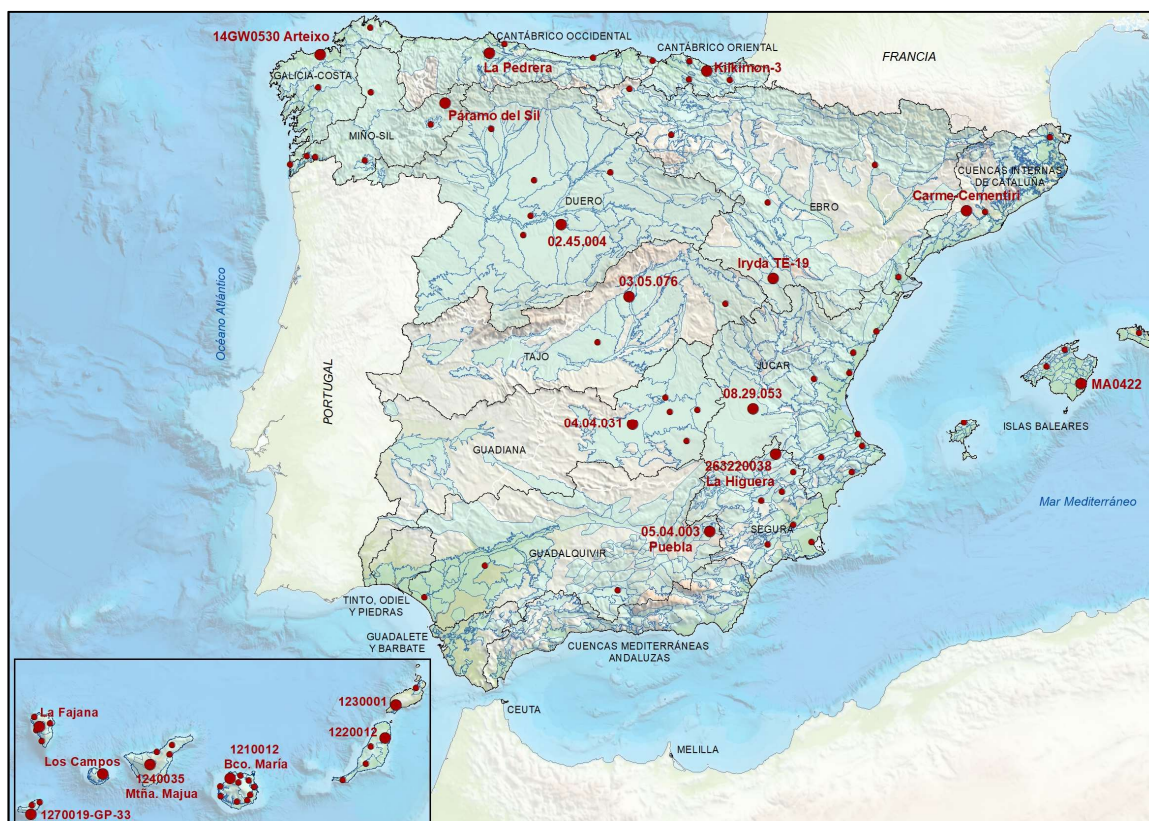 14GW0530 Arteixo
CANTÁBRICO OCCIDENTAL
CANTÁBRICO ORIENTAL
FRANCIA
La Pedrera
Kilkimon-3
GALICIA-COSTA
Páramo del Sil
MIÑO-SIL
CUENCAS INTERNAS
DE CATALUÑA
Carme-Cementiri
DUERO
EBRO
02.45.004
Iryda TE-19
03.05.076
Océano Atlántico
TAJO
JÚCAR
PORTUGAL
MA0422
08.29.053
04.04.031
ISLAS BALEARES
GUADIANA
263220038
La Higuera
Mar Mediterráneo
05.04.003
Puebla
SEGURA
GUADALQUIVIR
TINTO, ODIEL
Y PIEDRAS
GUADALETE
Y BARBATE
CUENCAS MEDITERRÁNEAS
ANDALUZAS
CEUTA
MELILLA
1230001
La Fajana
1220012
1210012
Bco. María
Los Campos
1240035
Mtña. Majua
1270019-GP-33